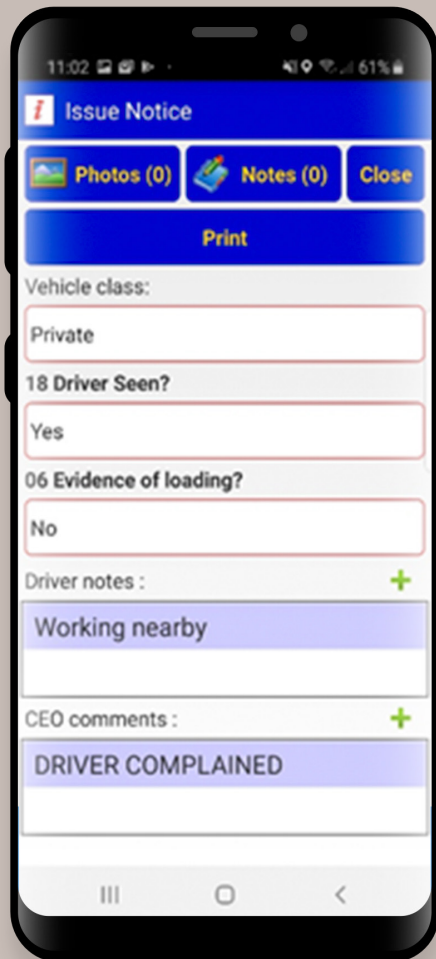 11:02
61%
i Issue Notice
Photos (0)
Notes (0)
Close
Print
Vehicle class:
Private
18 Driver Seen?
Yes
06 Evidence of loading?
No
Driver notes :
Working nearby
CEO comments :
DRIVER COMPLAINED